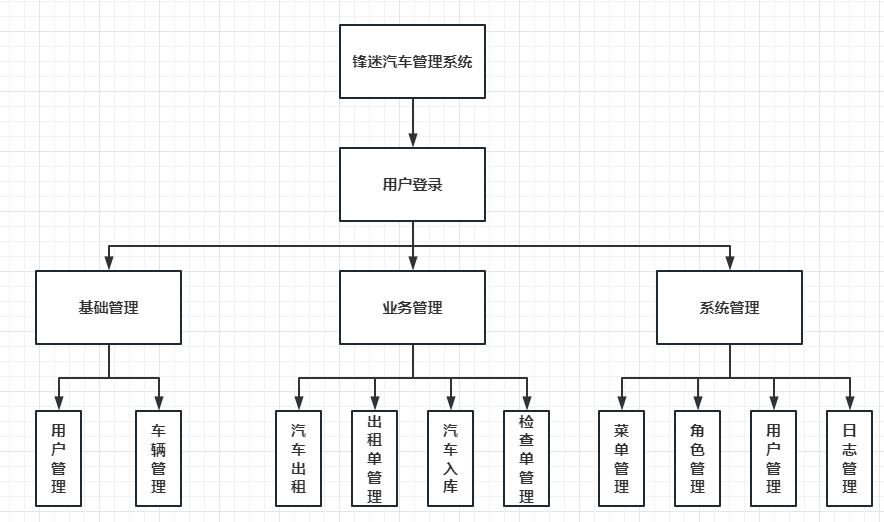 锋迷汽车管理系统
用户登录
基础管理
业务管理
系统管理
用户管理
车辆管理
汽车出租
出租单管理
汽车入库
检查单管理
菜单管理
角色管理
用户管理
日志管理